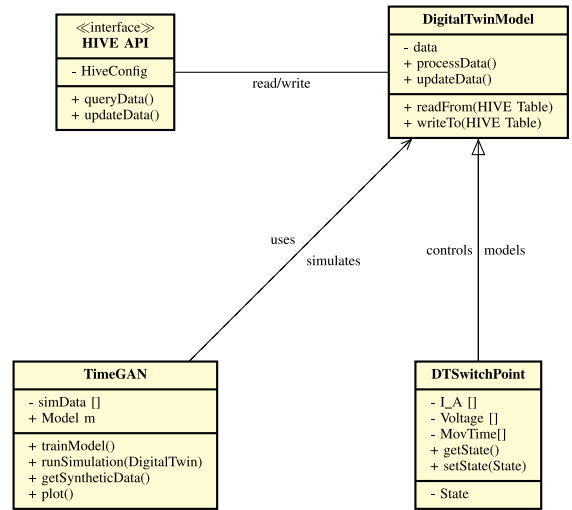 ≪interface≫
HIVE API
- HiveConfig
+ queryData()
+ updateData()
read/write
DigitalTwinModel
- data
+ processData()
+ updateData()
+ readFrom(HIVE Table)
+ writeTo(HIVE Table)
uses
simulates
controls models
TimeGAN
- simData []
+ Model m
+ trainModel()
+ runSimulation(DigitalTwin)
+ getSyntheticData()
+ plot()
DTSwitchPoint
- I_A []
- Voltage []
- MovTime[]
+ getState()
+ setState(State)
- State